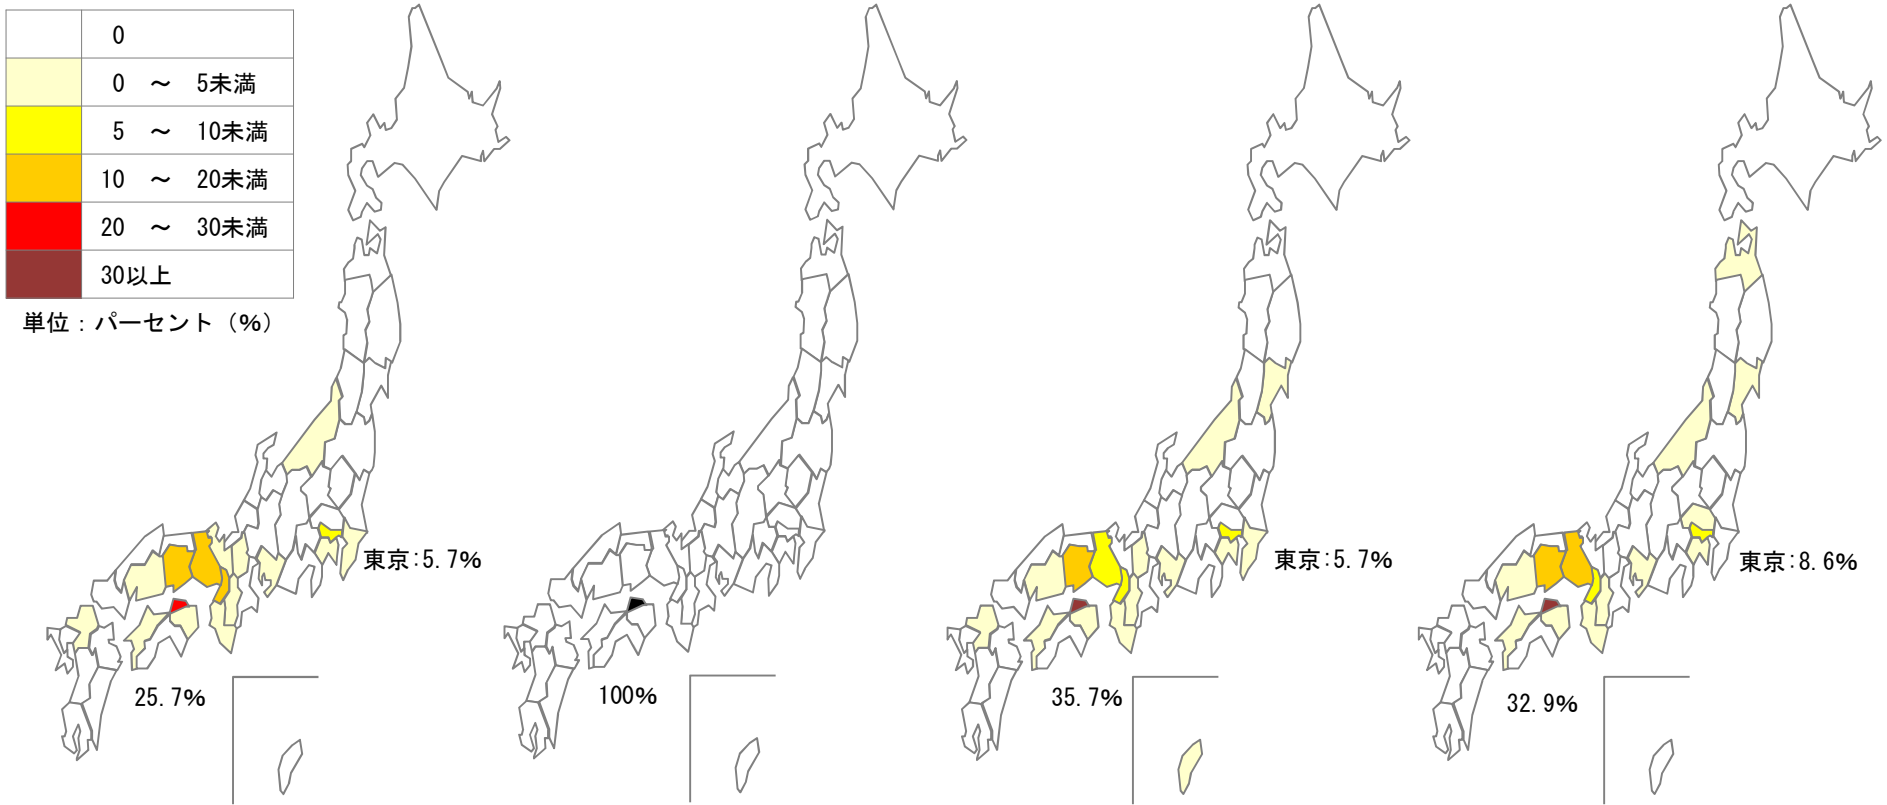 0
0 ～ 5未満
5 ～ 10未満
10 ～ 20未満
20 ～ 30未満
30以上
単位：パーセント（%）
東京:5.7%
25.7%
100%
東京:5.7%
35.7%
東京:8.6%
32.9%